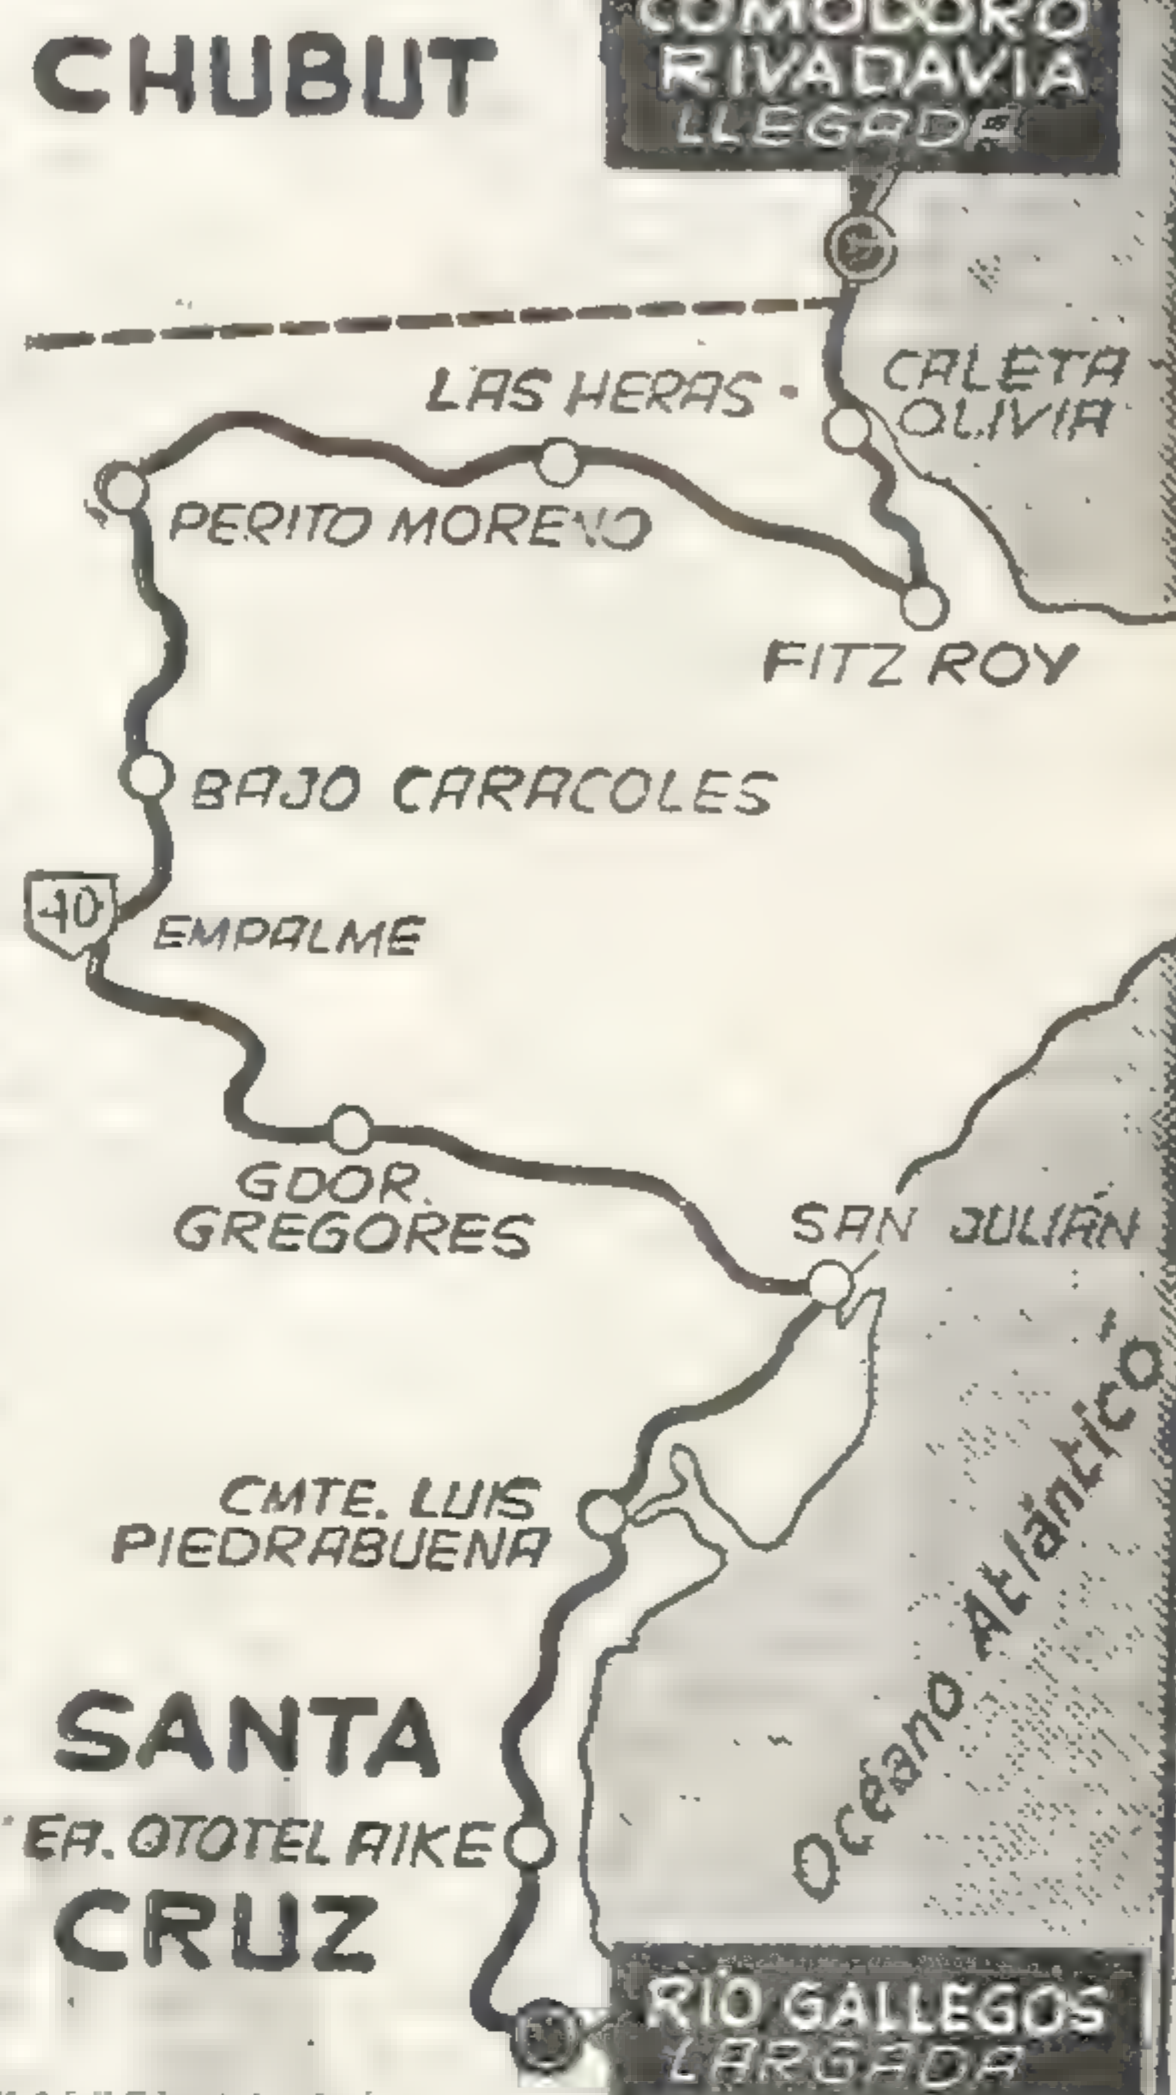 CHUBUT
COMODORO
RIVADAVIA
LLEGADA
CALETA
OLIVIA
LAS HERAS
PERITO MORENO
FITZ ROY
BAJO CARACOLES
40
EMPALME
GDOR.
GREGORES
SAN JULIÁN
CMTE. LUIS
PIEDRABUENA
Océano Atlántico
SANTA
EA. OTOTEL AIKE
CRUZ
RIO GALLEGOS
LARGADA